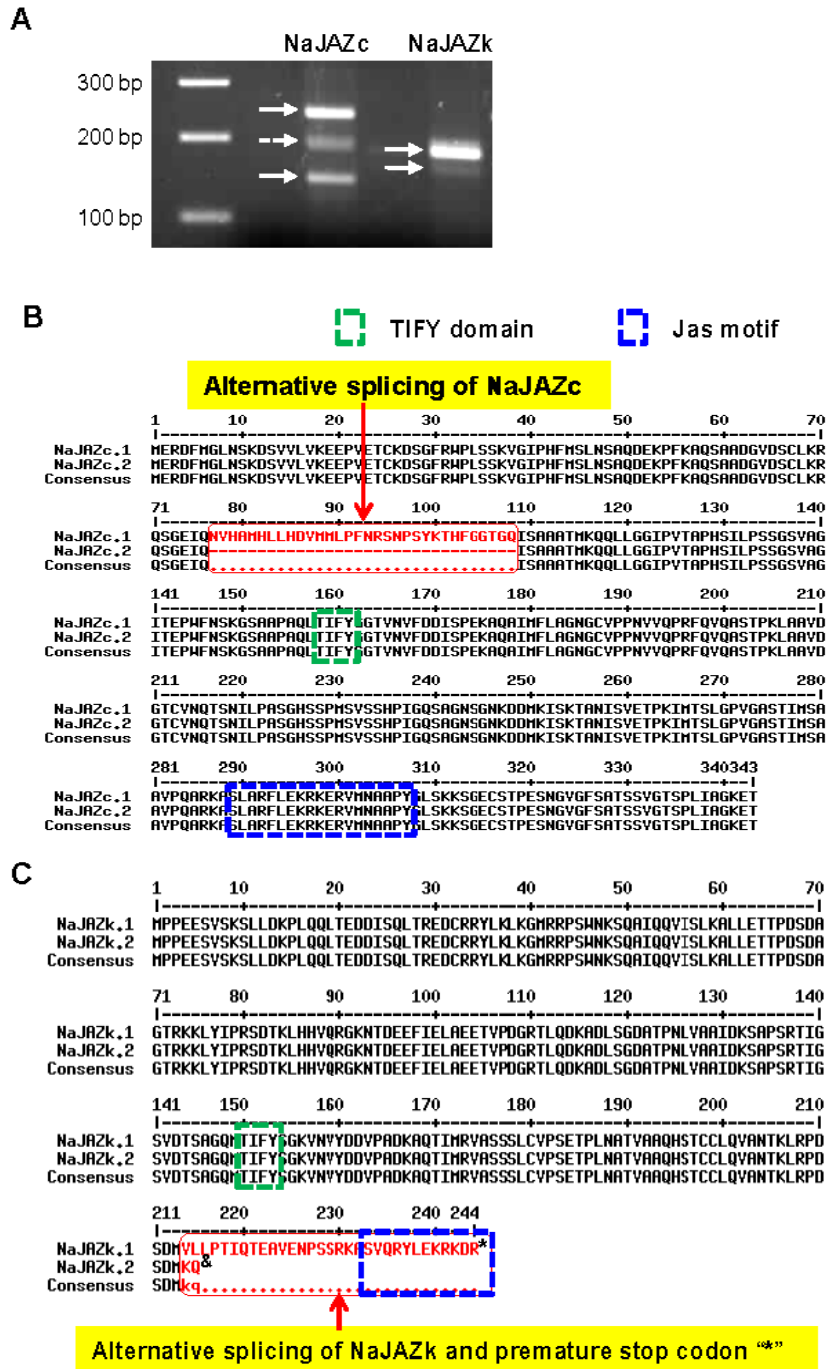 A
NaJAZc NaJAZk
300 bp
200 bp
100 bp
B
TIFY domain Jas motif
Alternative splicing of NaJAZc
1 10 20 30 40 50 60 70
NaJAZc.1 MERDFMGLNSKDSVVLVKEEPVETCKDSGFRWPLSSKVGIPHFMSLNSAQDEKPFKAQSAADGVDSCLKR
NaJAZc.2 MERDFMGLNSKDSVVLVKEEPVETCKDSGFRWPLSSKVGIPHFMSLNSAQDEKPFKAQSAADGVDSCLKR
Consensus MERDFMGLNSKDSVVLVKEEPVETCKDSGFRWPLSSKVGIPHFMSLNSAQDEKPFKAQSAADGVDSCLKR
71 80 90 100 110 120 130 140
NaJAZc.1 QSGEIQNVHAMHLLHDVMMLPFNRSNPSYKTHFGGTGQISAAATMKQQLLGGIPVTAPHSILPSSGSVAG
NaJAZc.2 QSGEIQ--------------------------------ISAAATMKQQLLGGIPVTAPHSILPSSGSVAG
Consensus QSGEIQ................................ISAAATMKQQLLGGIPVTAPHSILPSSGSVAG
141 150 160 170 180 190 200 210
NaJAZc.1 ITEPWFNSKGSAAPAQLTIFYGGTVNVFDDISPEKAQAIMFLAGNGCVPPNVVQPRFQVQASTPKLAAVD
NaJAZc.2 ITEPWFNSKGSAAPAQLTIFYGGTVNVFDDISPEKAQAIMFLAGNGCVPPNVVQPRFQVQASTPKLAAVD
Consensus ITEPWFNSKGSAAPAQLTIFYGGTVNVFDDISPEKAQAIMFLAGNGCVPPNVVQPRFQVQASTPKLAAVD
211 220 230 240 250 260 270 280
NaJAZc.1 GTCVNQTSNILPASGHSSPMSVSSHPIGQSAGNSGNKDDMKISKTANISVETPKIMTSLGPVGASTIMSA
NaJAZc.2 GTCVNQTSNILPASGHSSPMSVSSHPIGQSAGNSGNKDDMKISKTANISVETPKIMTSLGPVGASTIMSA
Consensus GTCVNQTSNILPASGHSSPMSVSSHPIGQSAGNSGNKDDMKISKTANISVETPKIMTSLGPVGASTIMSA
281 290 300 310 320 330 340343
NaJAZc.1 AVPQARKASLARFLEKRKERVMNAAPYGLSKKSGECSTPESNGVGFSATSSVGTSPLIAGKET
NaJAZc.2 AVPQARKASLARFLEKRKERVMNAAPYGLSKKSGECSTPESNGVGFSATSSVGTSPLIAGKET
Consensus AVPQARKASLARFLEKRKERVMNAAPYGLSKKSGECSTPESNGVGFSATSSVGTSPLIAGKET
C
1 10 20 30 40 50 60 70
NaJAZk.1 MPPEESVSKSLLDKPLQQLTEDDISQLTREDCRRYLKLKGMRRPSWNKSQAIQQVISLKALLETTPDSDA
NaJAZk.2 MPPEESVSKSLLDKPLQQLTEDDISQLTREDCRRYLKLKGMRRPSWNKSQAIQQVISLKALLETTPDSDA
Consensus MPPEESVSKSLLDKPLQQLTEDDISQLTREDCRRYLKLKGMRRPSWNKSQAIQQVISLKALLETTPDSDA
71 80 90 100 110 120 130 140
NaJAZk.1 GTRKKLYIPRSDTKLHHVQRGKNTDEEFIELAEETVPDGRTLQDKADLSGDATPNLVAAIDKSAPSRTIG
NaJAZk.2 GTRKKLYIPRSDTKLHHVQRGKNTDEEFIELAEETVPDGRTLQDKADLSGDATPNLVAAIDKSAPSRTIG
Consensus GTRKKLYIPRSDTKLHHVQRGKNTDEEFIELAEETVPDGRTLQDKADLSGDATPNLVAAIDKSAPSRTIG
141 150 160 170 180 190 200 210
NaJAZk.1 SVDTSAGQMTIFYSGKVNVYDDVPADKAQTIMRVASSSLCVPSETPLNATVAAQHSTCCLQVANTKLRPD
NaJAZk.2 SVDTSAGQMTIFYSGKVNVYDDVPADKAQTIMRVASSSLCVPSETPLNATVAAQHSTCCLQVANTKLRPD
Consensus SVDTSAGQMTIFYSGKVNVYDDVPADKAQTIMRVASSSLCVPSETPLNATVAAQHSTCCLQVANTKLRPD
211 220 230 240 244
NaJAZk.1 SDMVLLPTIQTEAVENPSSRKASVQRYLEKRKDR*
NaJAZk.2 SDMKQ&
Consensus SDMkq.............................
Alternative splicing of NaJAZk and premature stop codon "*"